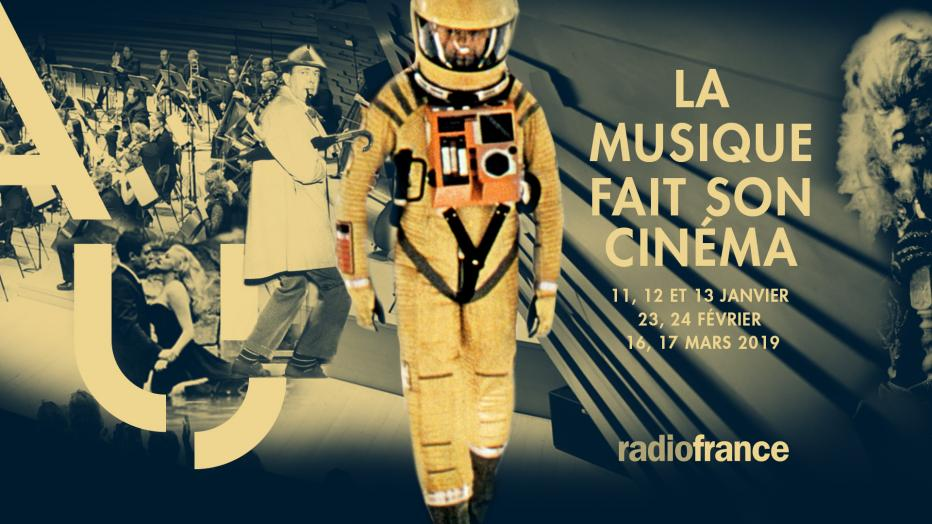 A
U
LA
MUSIQUE
FAIT SON
CINÉMA
11, 12 ET 13 JANVIER
23, 24 FÉVRIER
16, 17 MARS 2019
radiofrance